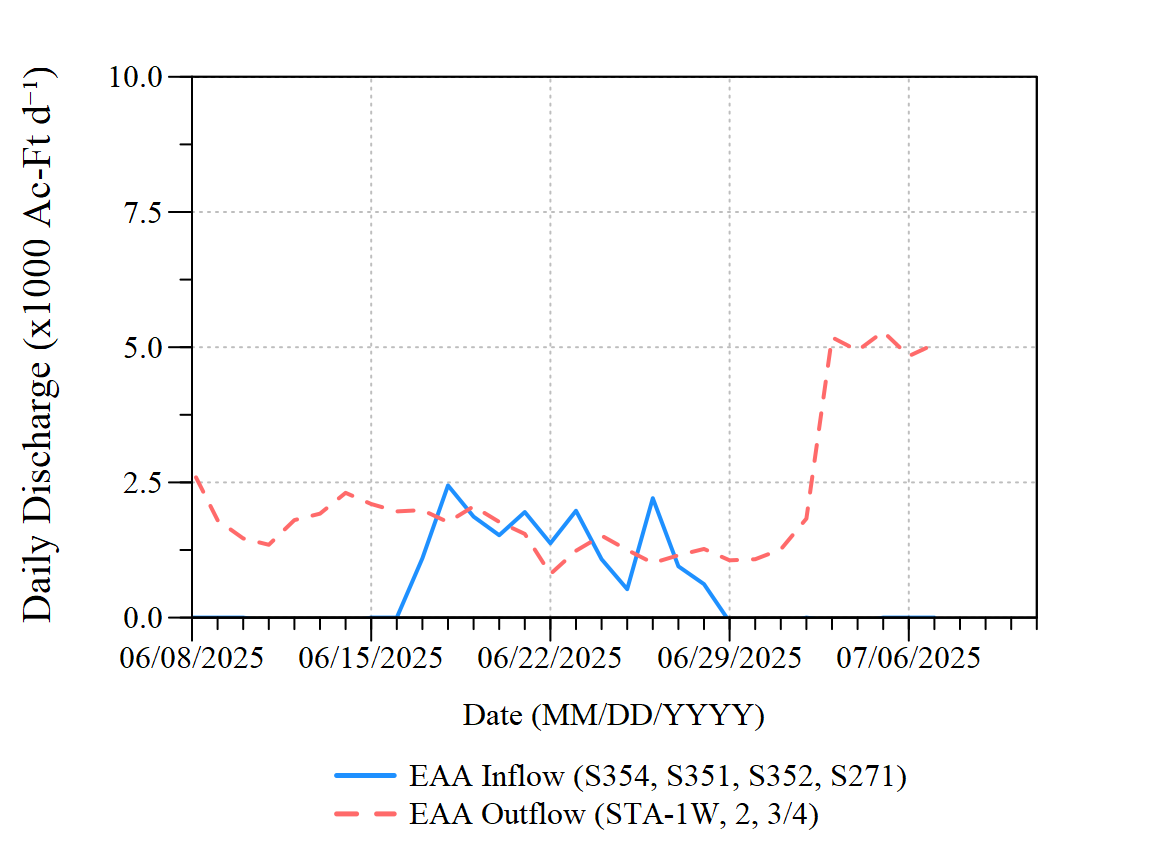 Daily Discharge (x1000 Ac-Ft d⁻¹)
10.0
7.5
5.0
2.5
0.0
06/08/2025 06/15/2025 06/22/2025 06/29/2025 07/06/2025
Date (MM/DD/YYYY)
EAA Inflow (S354, S351, S352, S271)
EAA Outflow (STA-1W, 2, 3/4)